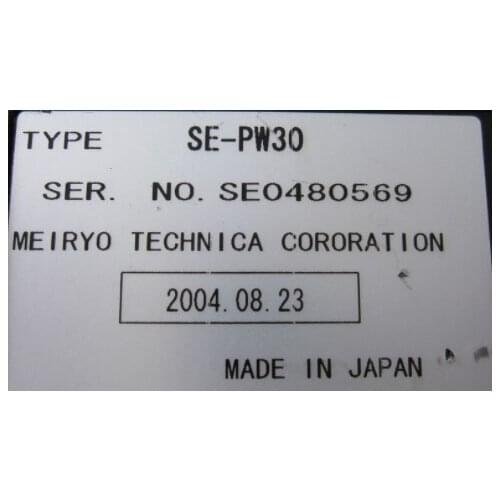 TYPE SE-PW30
SER. NO. SE0480569
MEIRYO TECHNICA CORORATION
2004.08.23
MADE IN JAPAN